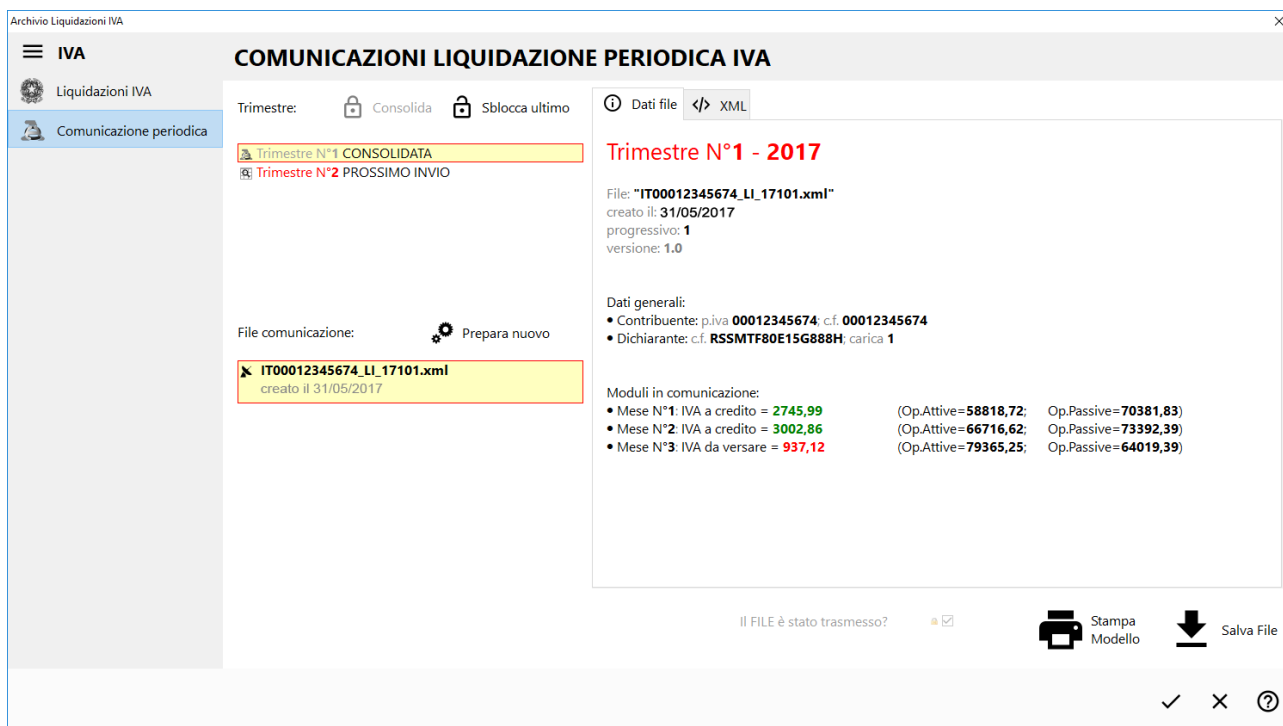 Archivio Liquidazioni IVA
IVA
COMUNICAZIONI LIQUIDAZIONE PERIODICA IVA
Liquidazioni IVA
Comunicazione periodica
Trimestre:
Consolida
Sblocca ultimo
Trimestre N°1 CONSOLIDATA
Trimestre N°2 PROSSIMO INVIO
File comunicazione:
Prepara nuovo
IT00012345674_LI_17101.xml
creato il 31/05/2017
Dati file
XML
Trimestre N°1 - 2017
File: "IT00012345674_LI_17101.xml"
creato il: 31/05/2017
progressivo: 1
versione: 1.0
Dati generali:
• Contribuente: p.iva 00012345674; c.f. 00012345674
• Dichiarante: c.f. RSSMTF80E15G888H; carica 1
Moduli in comunicazione:
• Mese N°1: IVA a credito = 2745,99 (Op.Attive=58818,72; Op.Passive=70381,83)
• Mese N°2: IVA a credito = 3002,86 (Op.Attive=66716,62; Op.Passive=73392,39)
• Mese N°3: IVA da versare = 937,12 (Op.Attive=79365,25; Op.Passive=64019,39)
Il FILE è stato trasmesso?
Stampa
Modello
Salva File